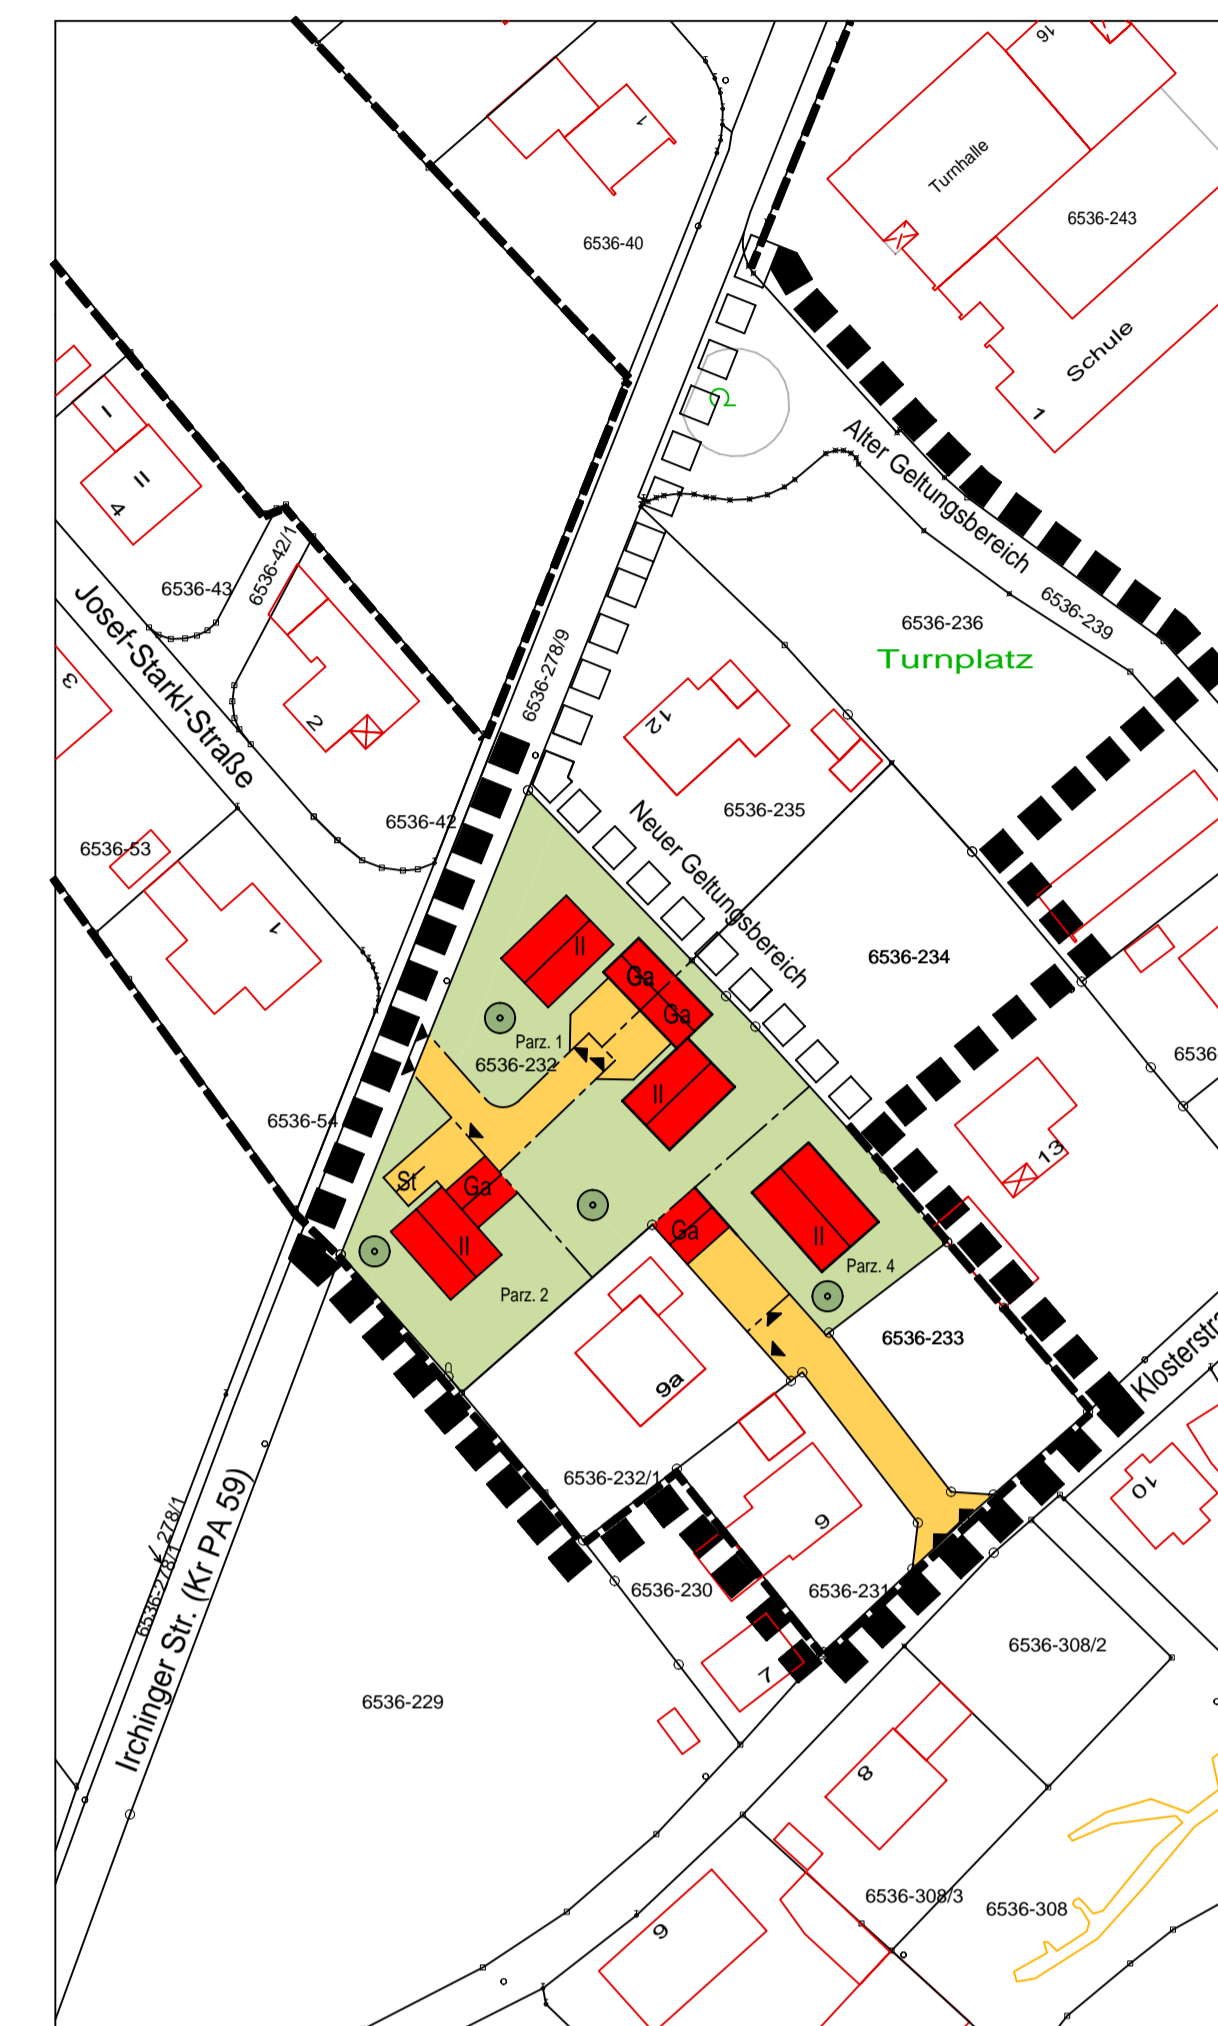 16
Turnhalle
1
6536-243
6536-40
Schule
1
Alter Geltungsbereich
I
II
4
6536-43
6536-42/1
6536-239
6536-236
Turnplatz
Josef-Starkl-Straße
3
2
6536-278/9
12
6536-235
6536-42
6536-53
Neuer Geltungsbereich
1
II
6536-234
Ga
Ga
Parz. 1
6536-232
6536
II
6536-54
13
St
Ga
II
Ga
II
Parz. 4
Parz. 2
6536-233
9a
Klosterstra
6536-232/1
10
9
278/1
6536-278/1
Irchinger Str. (Kr PA 59)
6536-230
6536-231
6536-308/2
7
6536-229
8
6536-308/3
6536-308
6